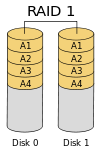 RAID 1
A1 A1
A2 A2
A3 A3
A4 A4
Disk 0 Disk 1